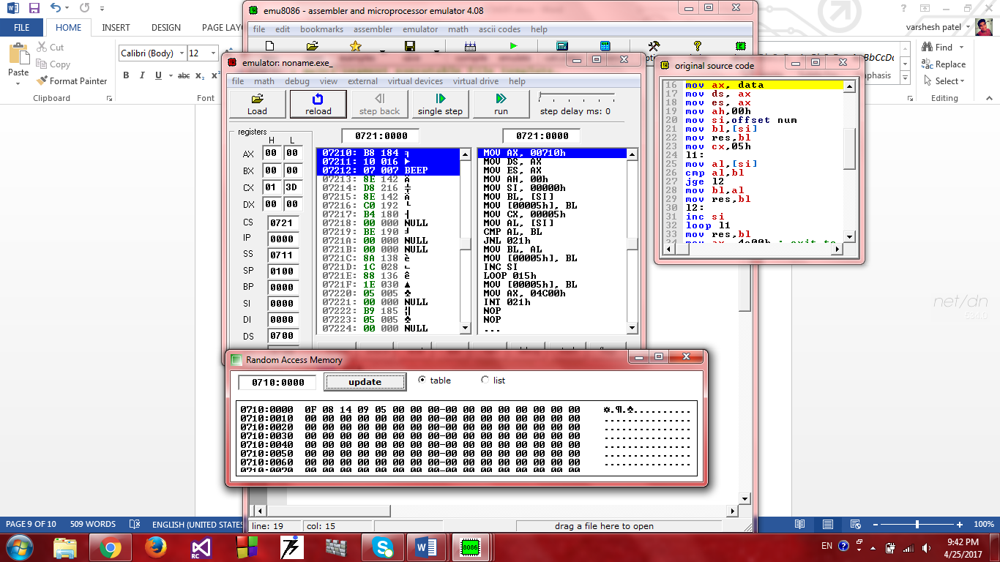 emu8086 - assembler and microprocessor emulator 4.08
FILE HOME INSERT DESIGN PAGE LAY
varshesh patel
file edit bookmarks assembler emulator math ascii codes help
Cut
Copy
Format Painter
Paste
Clipboard
Calibri (Body) 12
B I U abc x₂ x²
Font
Find
Replace
Select
Editing
emulator: noname.exe_
file math debug view external virtual devices virtual drive help
Load reload step back single step run step delay ms: 0
registers
H L
0721:0000 0721:0000
AX 00 00
BX 00 00
CX 01 3D
DX 00 00
CS 0721
IP 0000
SS 0711
SP 0100
BP 0000
SI 0000
DI 0000
DS 0700
07210: B8 184 ╕
07211: 10 016 ►
07212: 07 007 BEEP
07213: 8E 142 Ä
07214: D8 216 ╪
07215: 8E 142 Ä
07216: C0 192 └
07217: B4 180 ┤
07218: 00 000 NULL
07219: BE 190 ╛
0721A: 00 000 NULL
0721B: 00 000 NULL
0721C: 8A 138 è
0721D: 1C 028 ∟
0721E: 88 136 ê
0721F: 1E 030 ▲
07220: 05 005 ♣
07221: 00 000 NULL
07222: B9 185 ╣
07223: 05 005 ♣
07224: 00 000 NULL
MOV AX, 00710h
MOV DS, AX
MOV ES, AX
MOV AH, 00h
MOV SI, 00000h
MOV BL, [SI]
MOV [00005h], BL
MOV CX, 00005h
MOV AL, [SI]
CMP AL, BL
JNL 021h
MOV BL, AL
MOV [00005h], BL
INC SI
LOOP 015h
MOV [00005h], BL
MOV AX, 04C00h
INT 021h
NOP
NOP
...
original source code
16 mov ax, data
17 mov ds, ax
18 mov es, ax
19 mov ah,00h
20 mov si,offset num
21 mov bl,[si]
22 mov res,bl
23 mov cx,05h
24 l1:
25 mov al,[si]
26 cmp al,bl
27 jge l2
28 mov bl,al
29 mov res,bl
30 l2:
31 inc si
32 loop l1
33 mov res,bl
34 mov ax, 4c00h ; exit to
net/dn
Random Access Memory
0710:0000 update table list
0710:0000 0F 08 14 09 05 00 00 00-00 00 00 00 00 00 00 00 ☼.¶.♣...........
0710:0010 00 00 00 00 00 00 00 00-00 00 00 00 00 00 00 00 ................
0710:0020 00 00 00 00 00 00 00 00-00 00 00 00 00 00 00 00 ................
0710:0030 00 00 00 00 00 00 00 00-00 00 00 00 00 00 00 00 ................
0710:0040 00 00 00 00 00 00 00 00-00 00 00 00 00 00 00 00 ................
0710:0050 00 00 00 00 00 00 00 00-00 00 00 00 00 00 00 00 ................
0710:0060 00 00 00 00 00 00 00 00-00 00 00 00 00 00 00 00 ................
0710:0070 00 00 00 00 00 00 00 00-00 00 00 00 00 00 00 00
line: 19 col: 15 drag a file here to open
PAGE 9 OF 10 509 WORDS ENGLISH (UNITED STATES 100%
EN 9:42 PM
4/25/2017